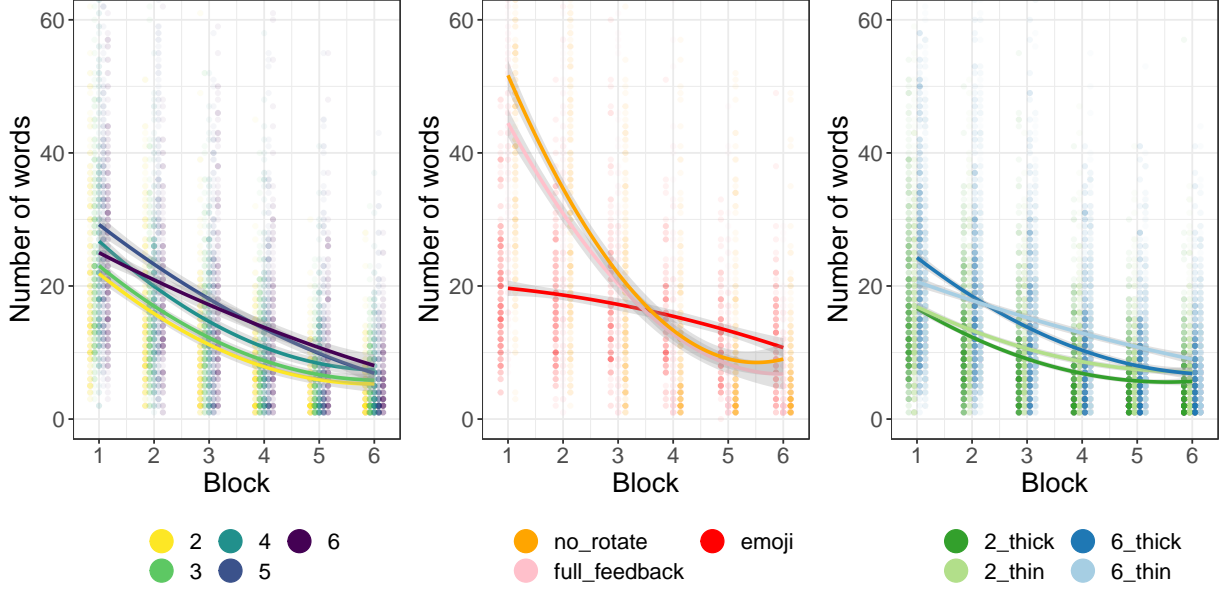 60
40
20
0
Number of words
1 2 3 4 5 6
Block
2 4 6
3 5
60
40
20
0
Number of words
1 2 3 4 5 6
Block
no_rotate emoji
full_feedback
60
40
20
0
Number of words
1 2 3 4 5 6
Block
2_thick 6_thick
2_thin 6_thin